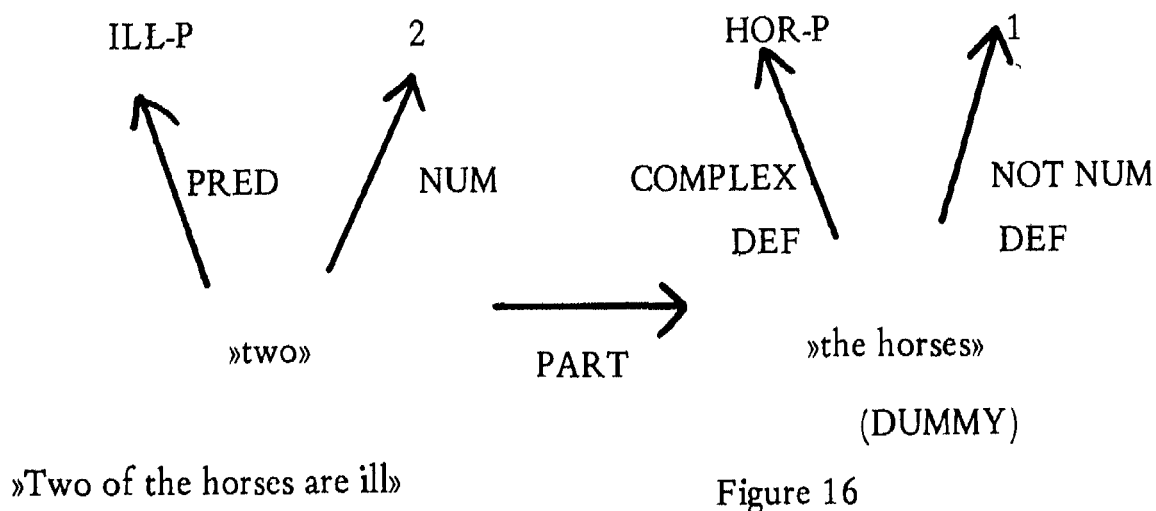 ILL-P 2 HOR-P 1
PRED NUM COMPLEX NOT NUM
DEF DEF
»two» PART »the horses»
(DUMMY)
»Two of the horses are ill» Figure 16